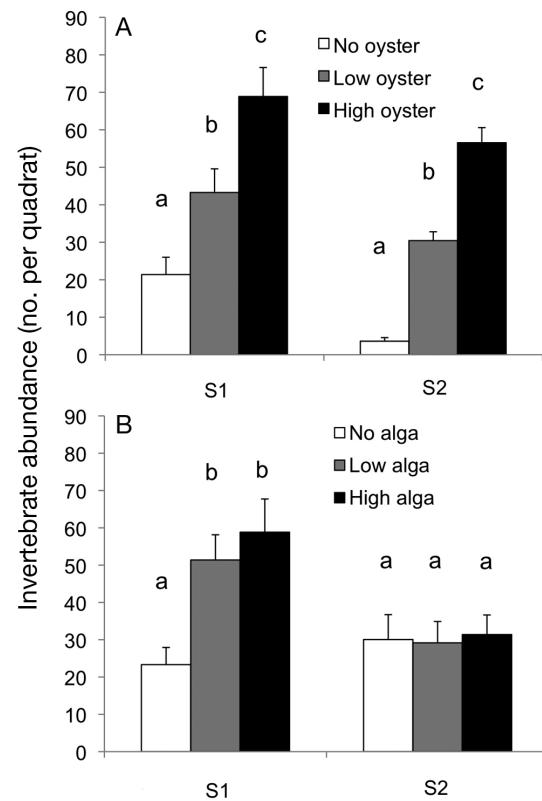 Invertebrate abundance (no. per quadrat)
A
90
80
70
60
50
40
30
20
10
0
No oyster
Low oyster
High oyster
a
b
c
a
b
c
S1
S2
B
90
80
70
60
50
40
30
20
10
0
No alga
Low alga
High alga
a
b
b
a
a
a
S1
S2